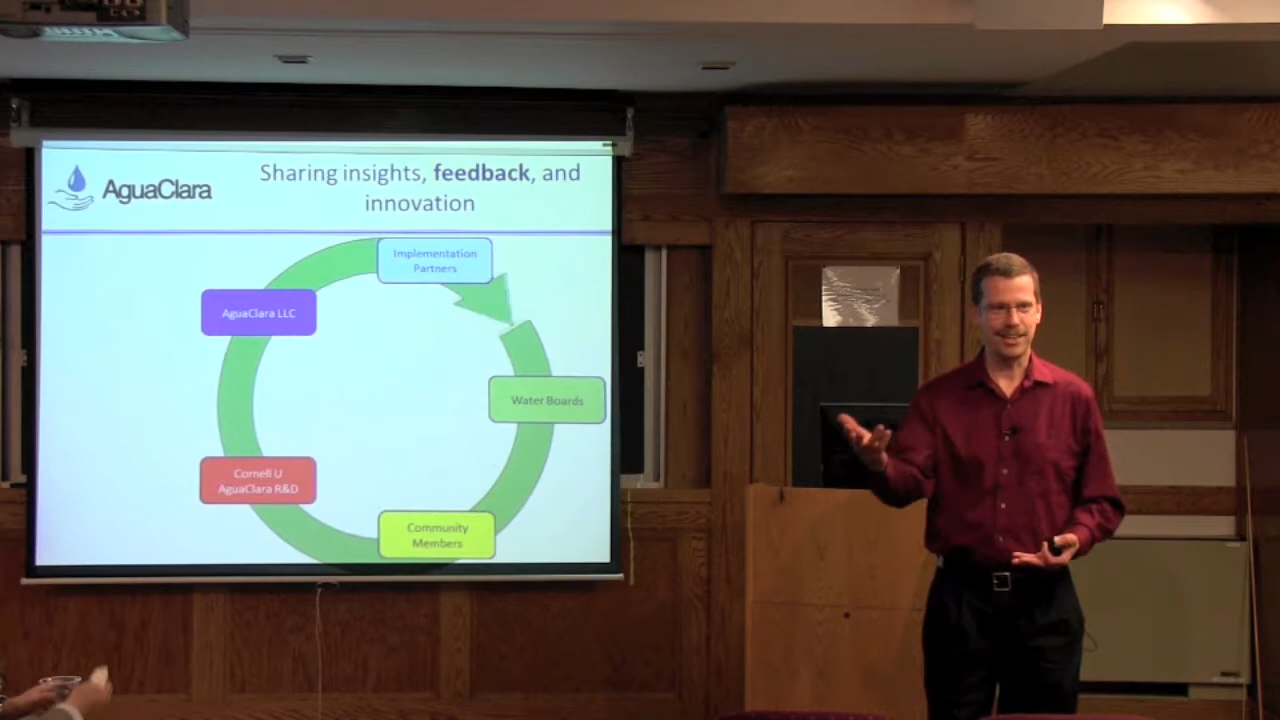 AguaClara
Sharing insights, feedback, and
innovation
Implementation
Partners
AguaClara LLC
Water Boards
Cornell U
AguaClara R&D
Community
Members